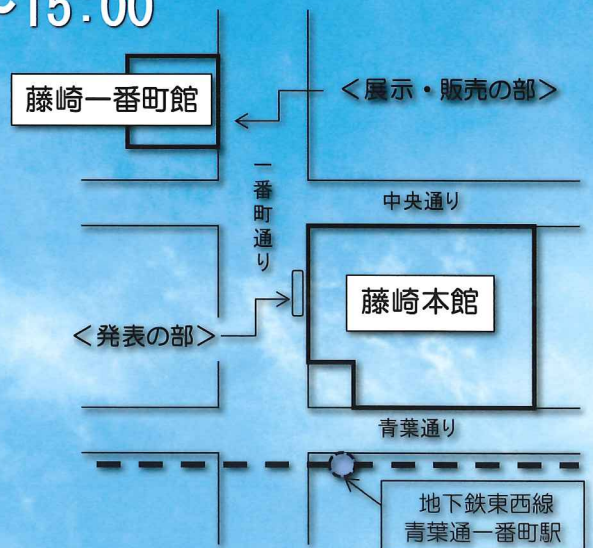 ~15:00
藤崎一番町館
<展示・販売の部>
一番町通り
中央通り
藤崎本館
<発表の部>
青葉通り
地下鉄東西線
青葉通一番町駅